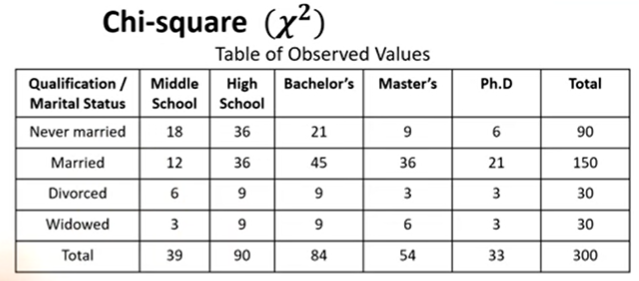 Chi-square (χ²)
Table of Observed Values
Qualification / Marital Status Middle School High School Bachelor's Master's Ph.D Total
Never married 18 36 21 9 6 90
Married 12 36 45 36 21 150
Divorced 6 9 9 3 3 30
Widowed 3 9 9 6 3 30
Total 39 90 84 54 33 300